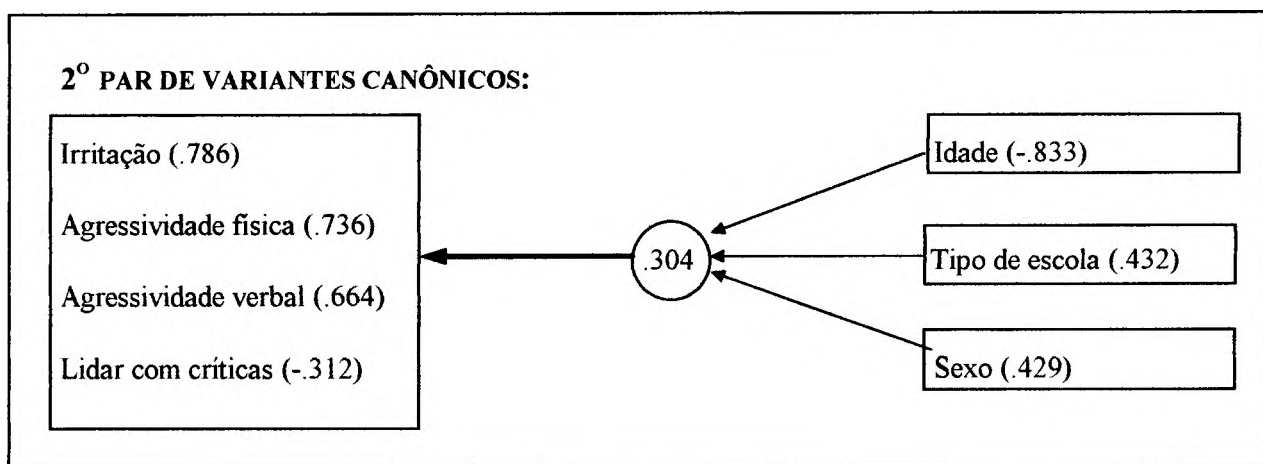 2º PAR DE VARIANTES CANÔNICOS:
Irritação (.786)
Agressividade física (.736)
Agressividade verbal (.664)
Lidar com críticas (-.312)
.304
Idade (-.833)
Tipo de escola (.432)
Sexo (.429)